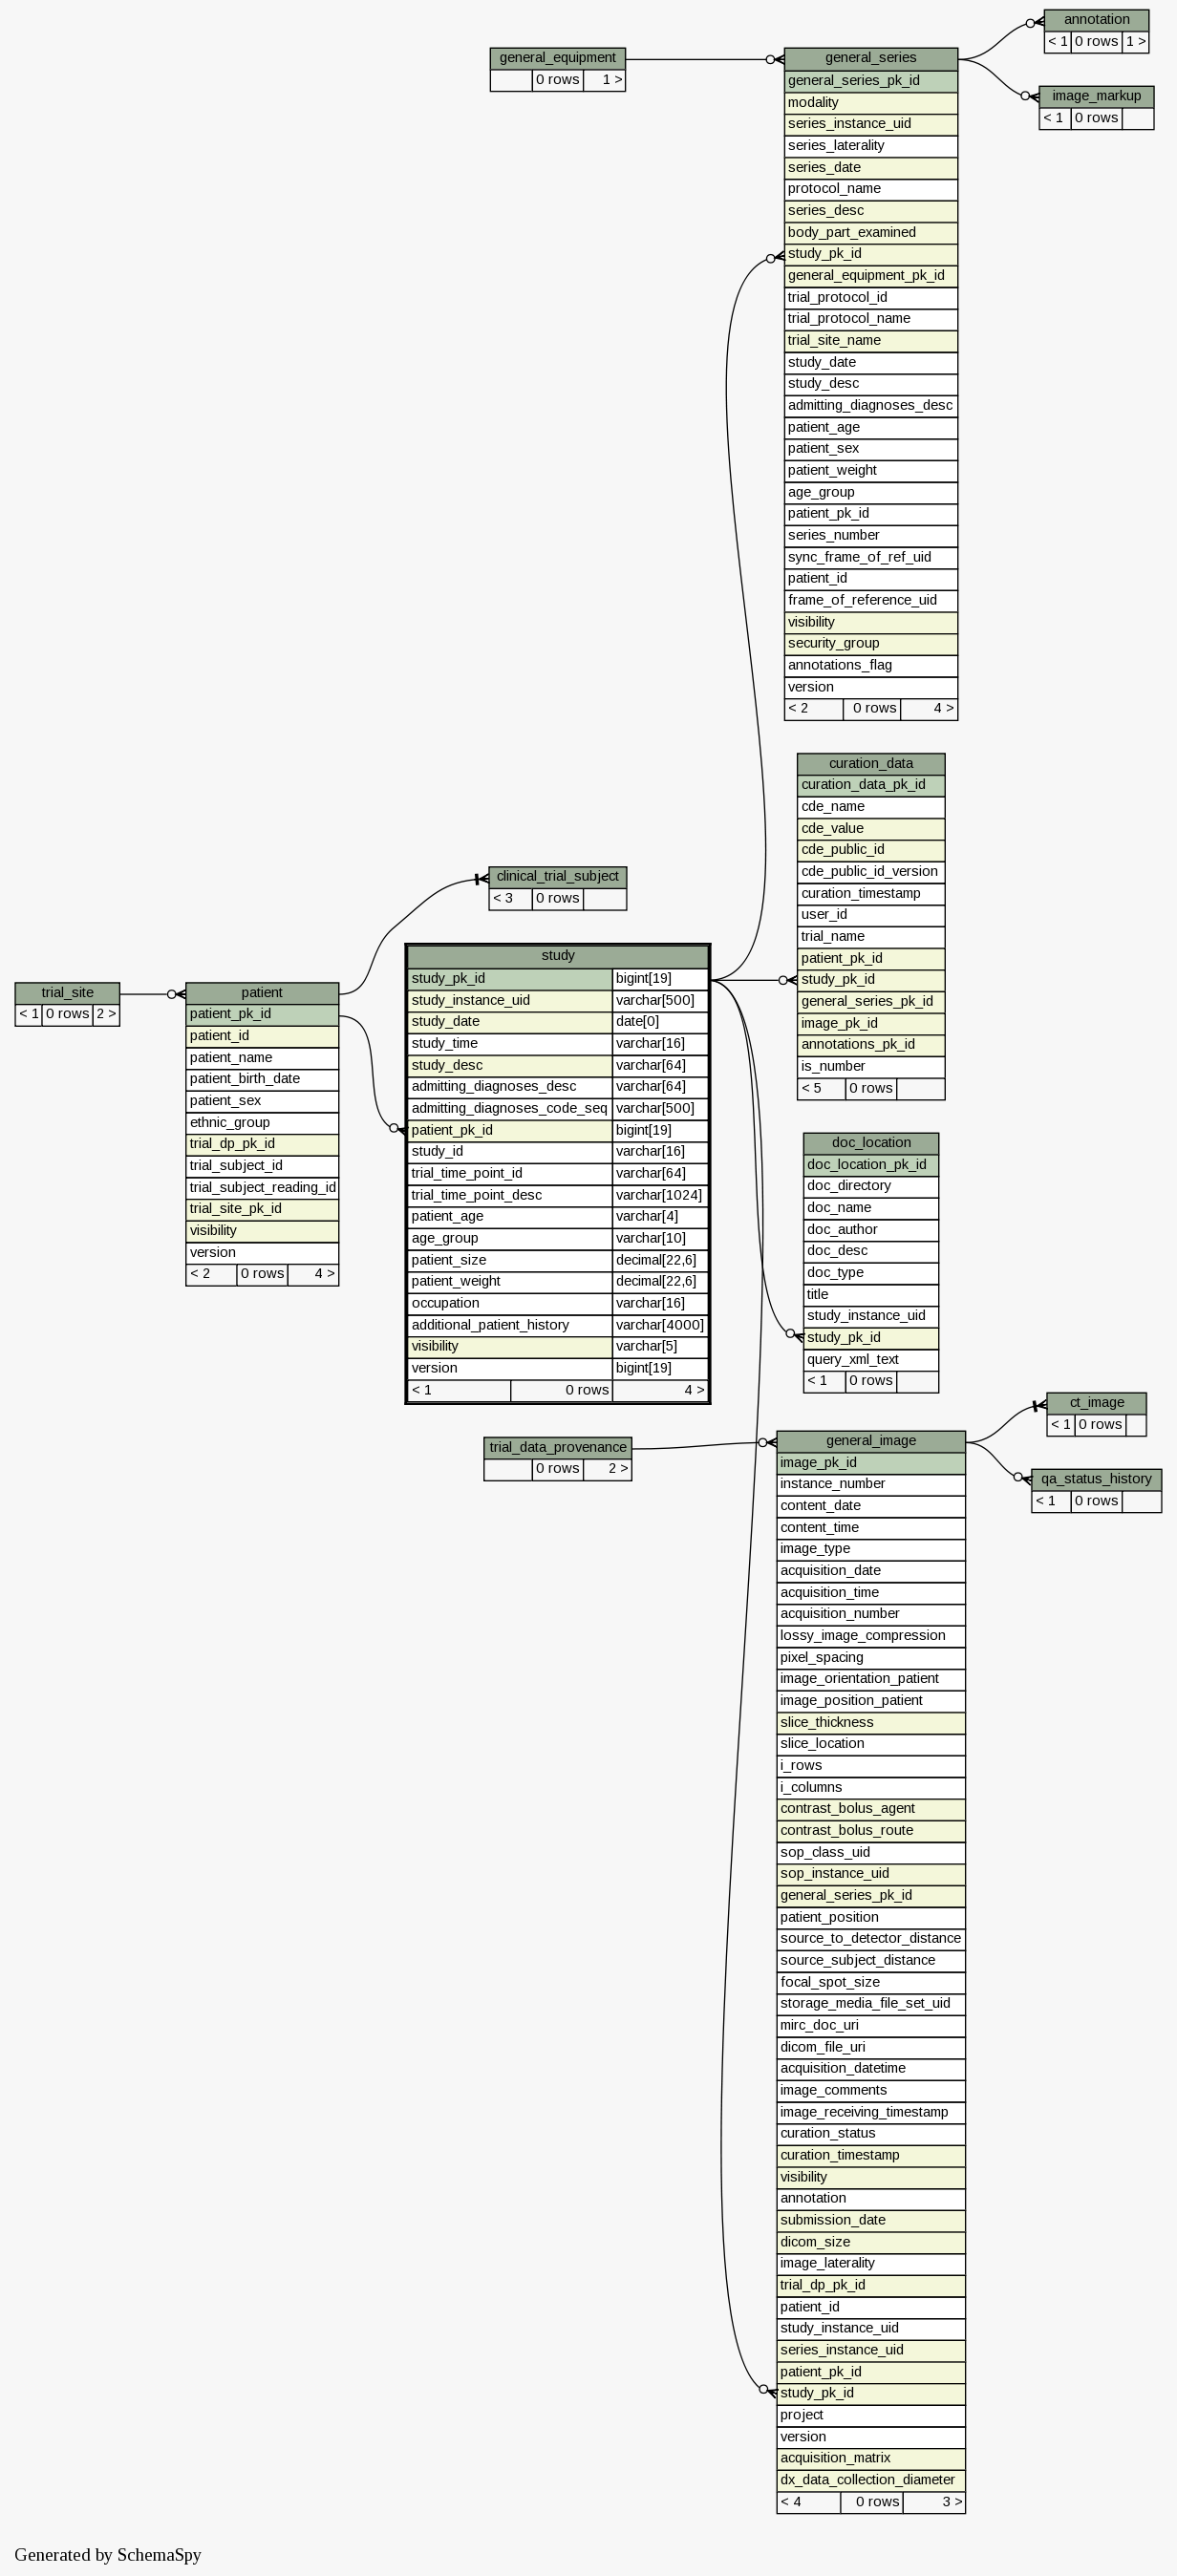 annotation
< 1 0 rows 1 >
general_equipment
0 rows 1 >
image_markup
< 1 0 rows
general_series
general_series_pk_id
modality
series_instance_uid
series_laterality
series_date
protocol_name
series_desc
body_part_examined
study_pk_id
general_equipment_pk_id
trial_protocol_id
trial_protocol_name
trial_site_name
study_date
study_desc
admitting_diagnoses_desc
patient_age
patient_sex
patient_weight
age_group
patient_pk_id
series_number
sync_frame_of_ref_uid
patient_id
frame_of_reference_uid
visibility
security_group
annotations_flag
version
< 2 0 rows 4 >
curation_data
curation_data_pk_id
cde_name
cde_value
cde_public_id
cde_public_id_version
curation_timestamp
user_id
trial_name
patient_pk_id
study_pk_id
general_series_pk_id
image_pk_id
annotations_pk_id
is_number
< 5 0 rows
clinical_trial_subject
< 3 0 rows
trial_site
< 1 0 rows 2 >
patient
patient_pk_id
patient_id
patient_name
patient_birth_date
patient_sex
ethnic_group
trial_dp_pk_id
trial_subject_id
trial_subject_reading_id
trial_site_pk_id
visibility
version
< 2 0 rows 4 >
study
study_pk_id bigint[19]
study_instance_uid varchar[500]
study_date date[0]
study_time varchar[16]
study_desc varchar[64]
admitting_diagnoses_desc varchar[64]
admitting_diagnoses_code_seq varchar[500]
patient_pk_id bigint[19]
study_id varchar[16]
trial_time_point_id varchar[64]
trial_time_point_desc varchar[1024]
patient_age varchar[4]
age_group varchar[10]
patient_size decimal[22,6]
patient_weight decimal[22,6]
occupation varchar[16]
additional_patient_history varchar[4000]
visibility varchar[5]
version bigint[19]
< 1 0 rows 4 >
doc_location
doc_location_pk_id
doc_directory
doc_name
doc_author
doc_desc
doc_type
title
study_instance_uid
study_pk_id
query_xml_text
< 1 0 rows
ct_image
< 1 0 rows
trial_data_provenance
0 rows 2 >
qa_status_history
< 1 0 rows
general_image
image_pk_id
instance_number
content_date
content_time
image_type
acquisition_date
acquisition_time
acquisition_number
lossy_image_compression
pixel_spacing
image_orientation_patient
image_position_patient
slice_thickness
slice_location
i_rows
i_columns
contrast_bolus_agent
contrast_bolus_route
sop_class_uid
sop_instance_uid
general_series_pk_id
patient_position
source_to_detector_distance
source_subject_distance
focal_spot_size
storage_media_file_set_uid
mirc_doc_uri
dicom_file_uri
acquisition_datetime
image_comments
image_receiving_timestamp
curation_status
curation_timestamp
visibility
annotation
submission_date
dicom_size
image_laterality
trial_dp_pk_id
patient_id
study_instance_uid
series_instance_uid
patient_pk_id
study_pk_id
project
version
acquisition_matrix
dx_data_collection_diameter
< 4 0 rows 3 >
Generated by SchemaSpy